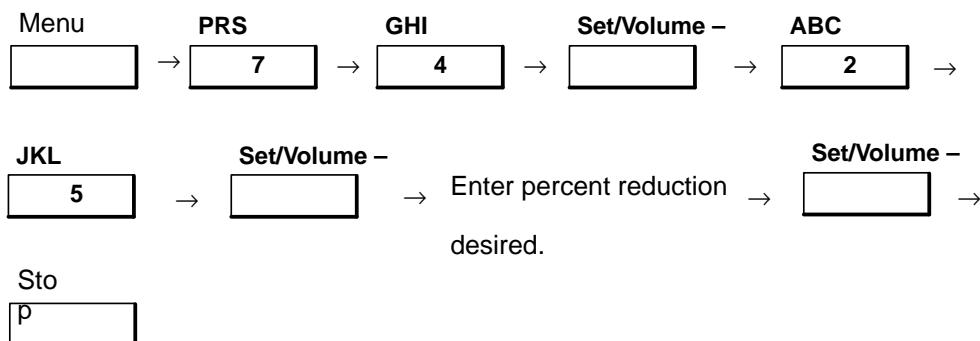 Menu PRS GHI Set/Volume – ABC
→ 7 → 4 → → 2 →
JKL Set/Volume – Set/Volume –
5 → → Enter percent reduction → →
desired.
Sto
p